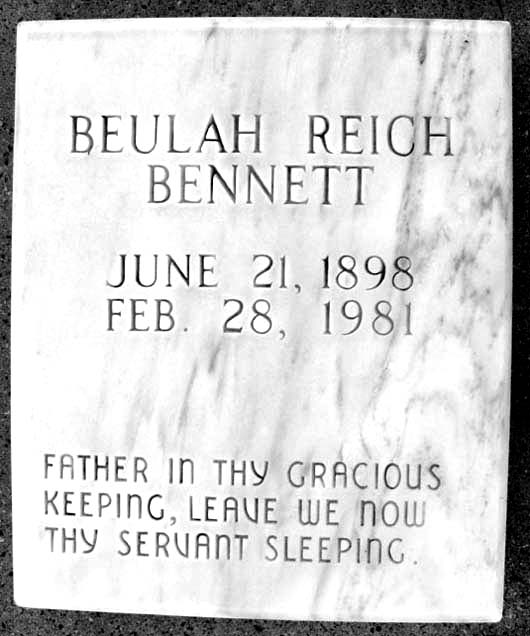 BEULAH REICH
BENNETT
JUNE 21, 1898
FEB. 28, 1981
FATHER IN THY GRACIOUS
KEEPING, LEAVE WE NOW
THY SERVANT SLEEPING.